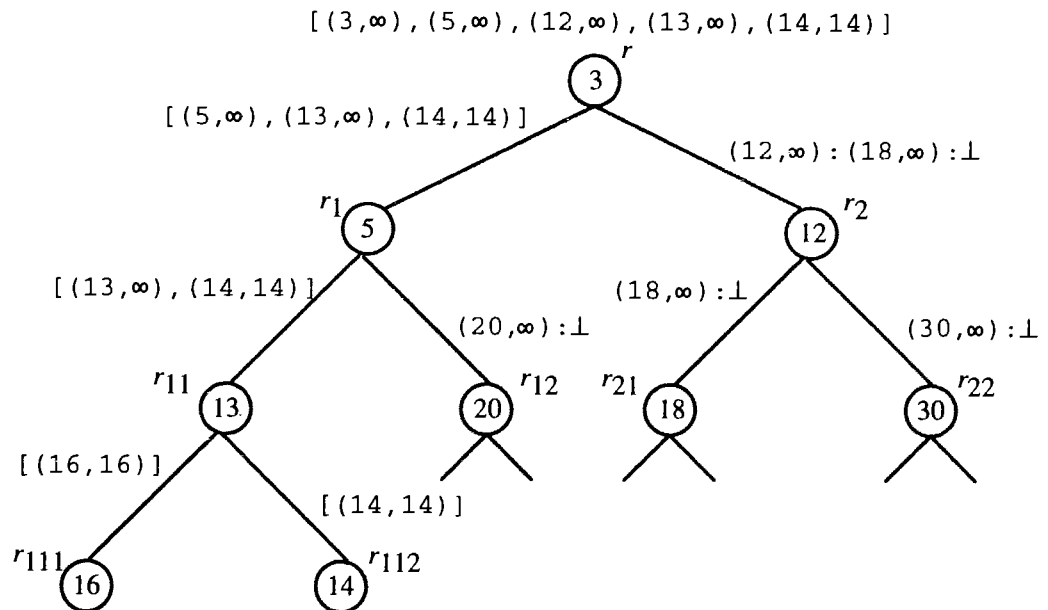 [(3,∞),(5,∞),(12,∞),(13,∞),(14,14)]
r
3
[(5,∞),(13,∞),(14,14)]
(12,∞):(18,∞):⊥
r1
5
r2
12
[(13,∞),(14,14)]
(20,∞):⊥
(18,∞):⊥
(30,∞):⊥
r11
13
20
r12
r21
18
30
r22
[(16,16)]
[(14,14)]
r111
16
14
r112